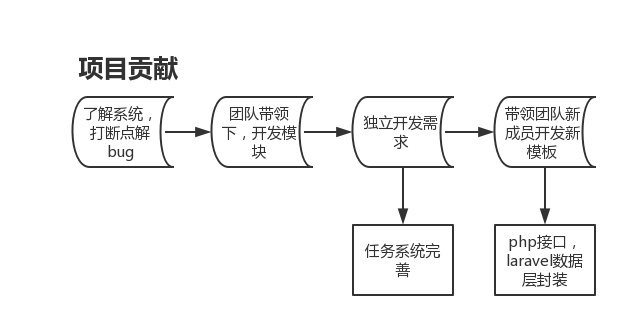 项目贡献
了解系统，
打断点解
bug
团队带领
下，开发模
块
独立开发需
求
带领团队新
成员开发新
模板
任务系统完
善
php接口，
laravel数据
层封装